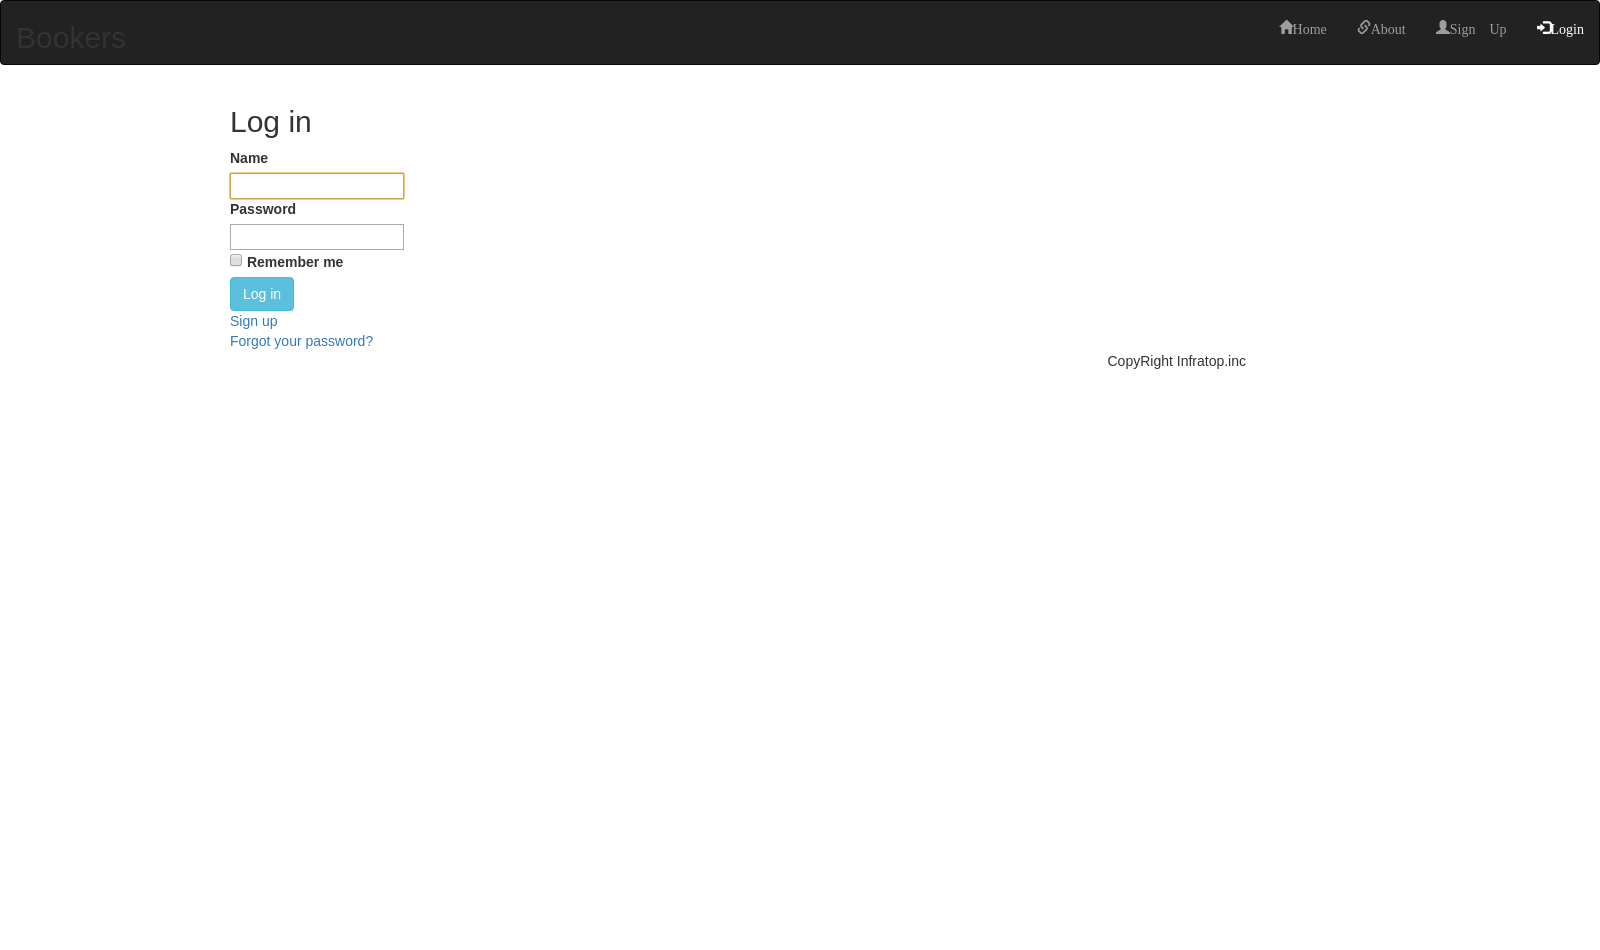 Bookers
Home About Sign Up Login
Log in
Name
Password
Remember me
Log in
Sign up
Forgot your password?
CopyRight Infratop.inc